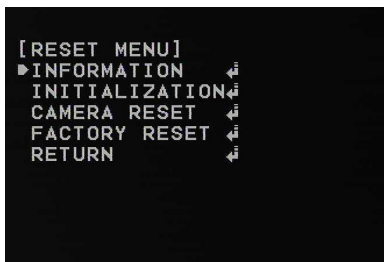 [RESET MENU]
INFORMATION
INITIALIZATION
CAMERA RESET
FACTORY RESET
RETURN